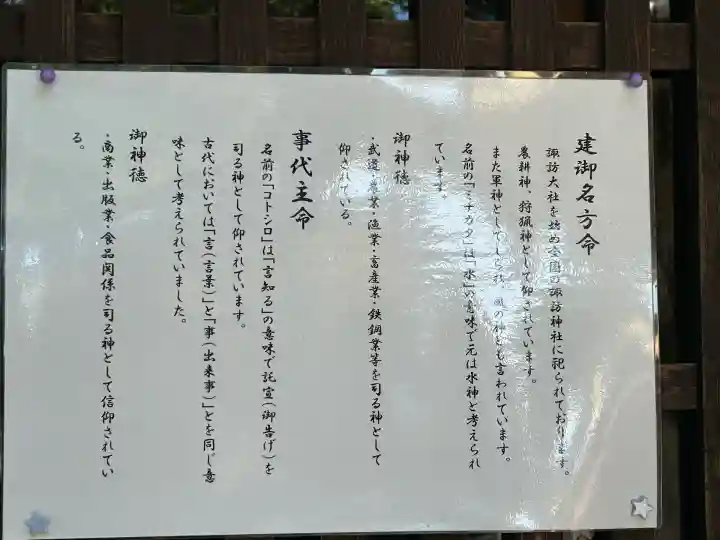 建御名方命
諏訪大社を始め全国の諏訪神社に祀られております。
農耕神・狩猟神として仰されています。
また軍神としてしられ、風の神とも言われています。
名前の「ミナカタ」は「水」の意味で元は水神と考えられ
ています。
御神徳
・武道・農業・漁業・畜産業・鉄鋼業等を司る神として
仰されている。
事代主命
名前の「コトシロ」は「言知る」の意味で託宣(御告げ)を
司る神として仰されています。
古代においては「言(言葉)」と「事(出来事)」とを同じ意
味として考えられていました。
御神徳
・商業・出版業・食品関係を司る神として信仰されてい
る。